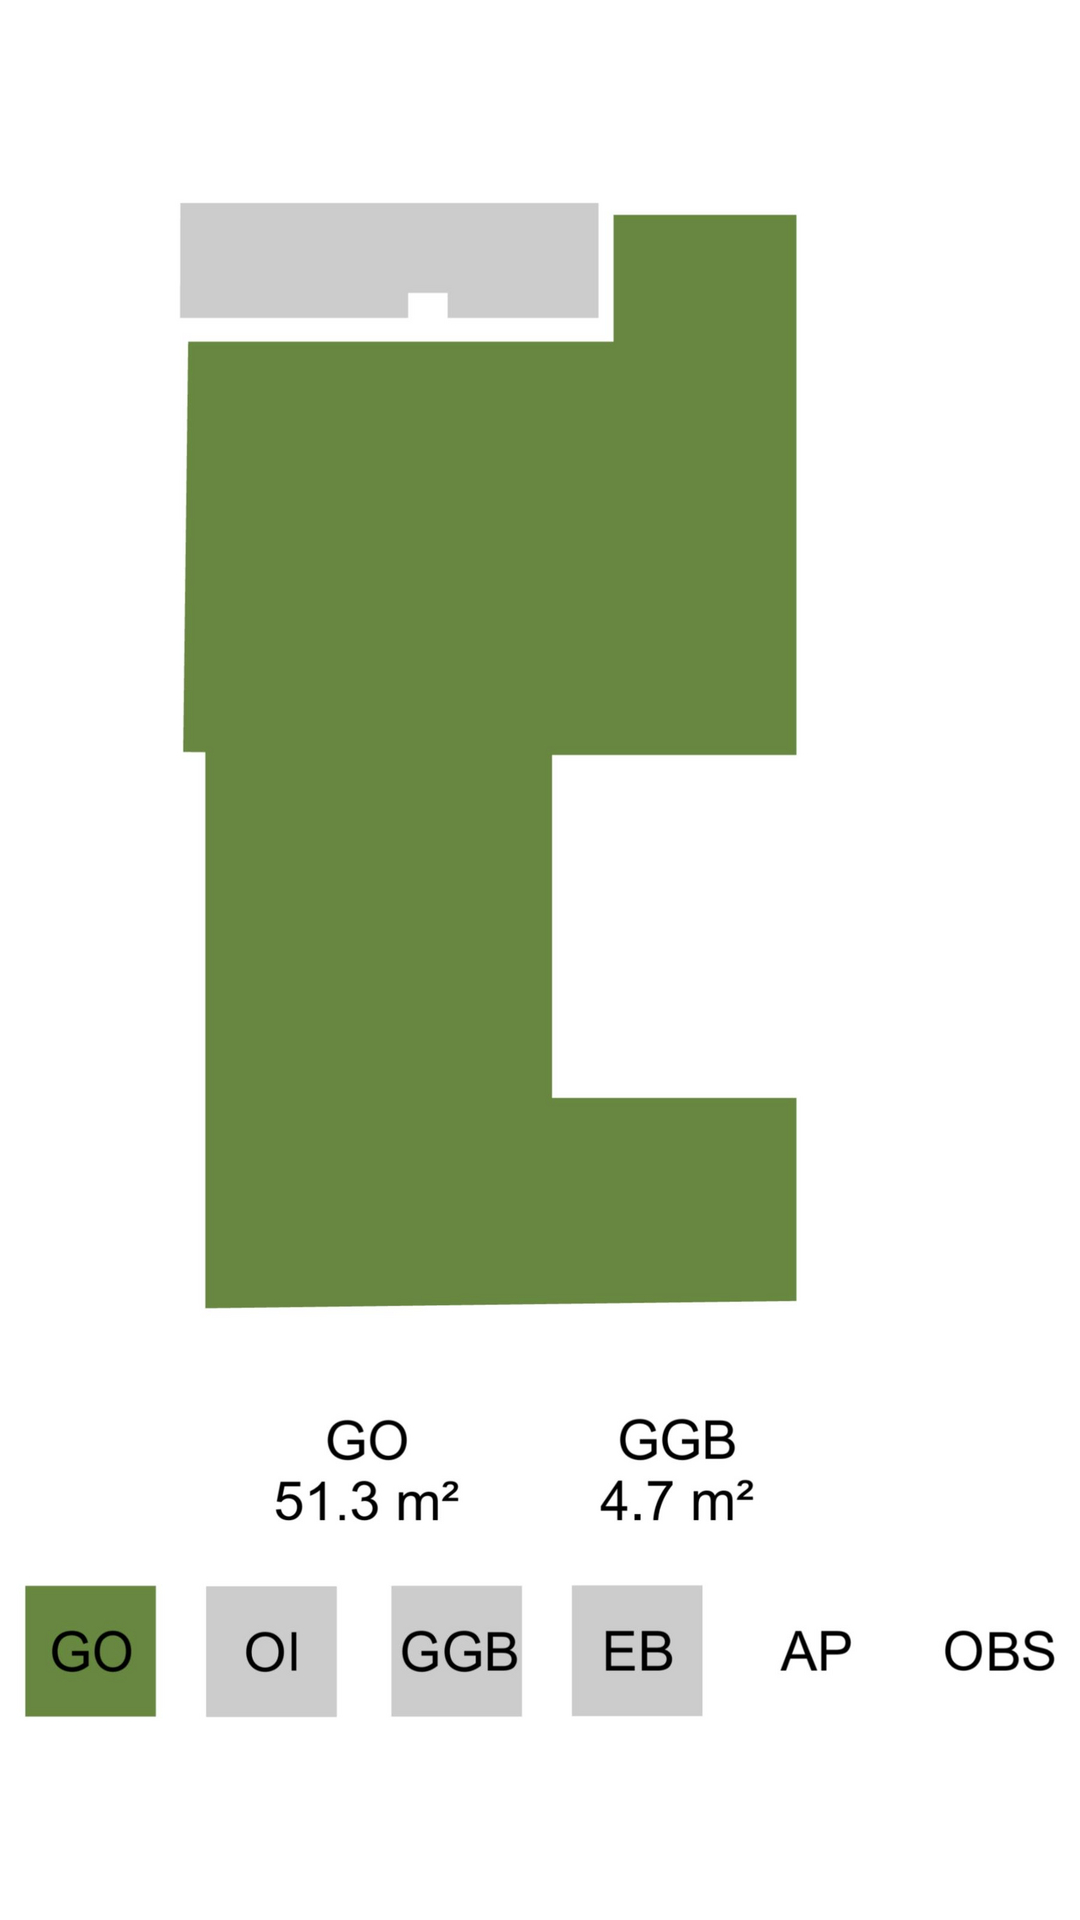 GO GGB
51.3 m² 4.7 m²
GO OI GGB EB AP OBS